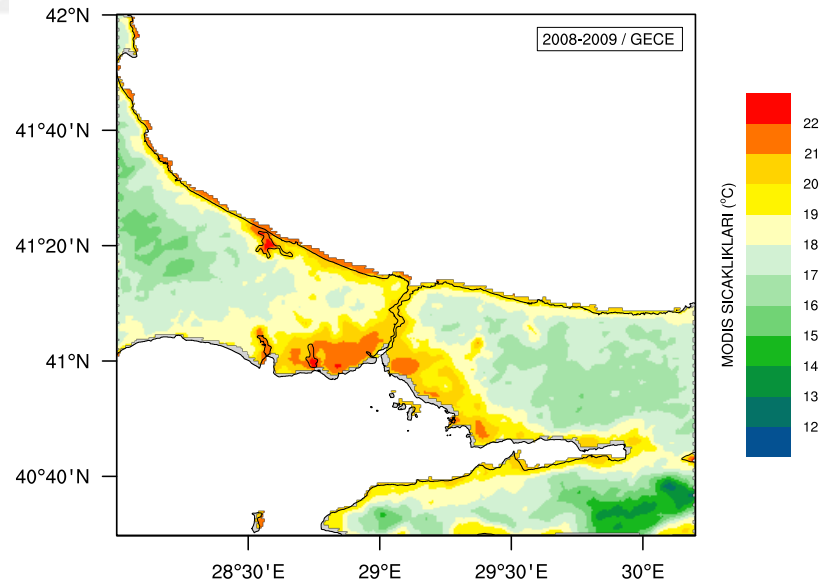 42°N
2008-2009 / GECE
41°40'N
41°20'N
41°N
40°40'N
28°30'E
29°E
29°30'E
30°E
MODIS SICAKLIKLARI (°C)
22
21
20
19
18
17
16
15
14
13
12